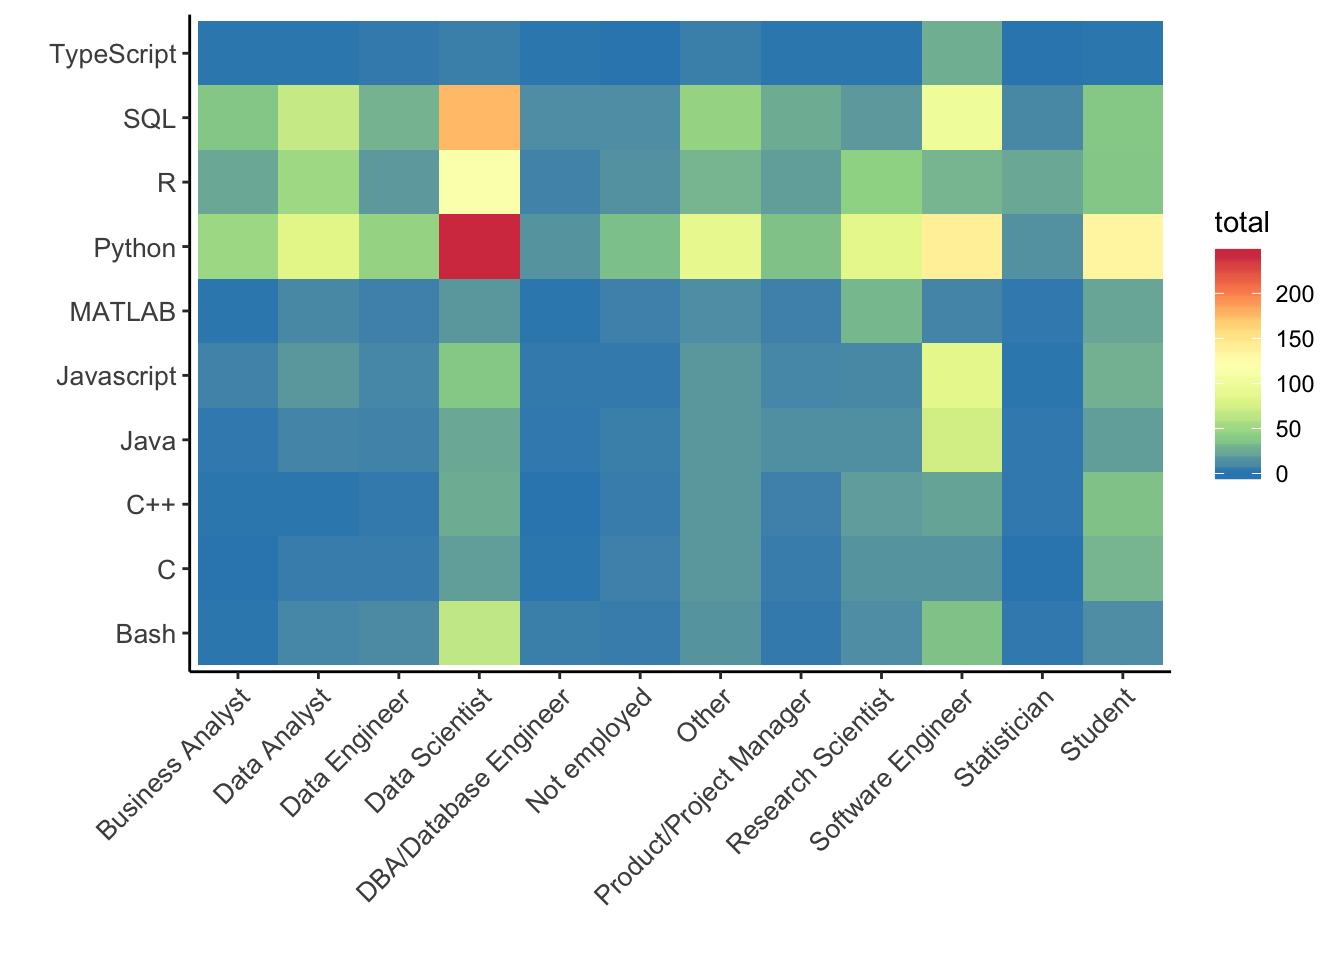 TypeScript
SQL
R
Python
MATLAB
Javascript
Java
C++
C
Bash
Business Analyst
Data Analyst
Data Engineer
Data Scientist
DBA/Database Engineer
Not employed
Other
Product/Project Manager
Research Scientist
Software Engineer
Statistician
Student
total
200
150
100
50
0